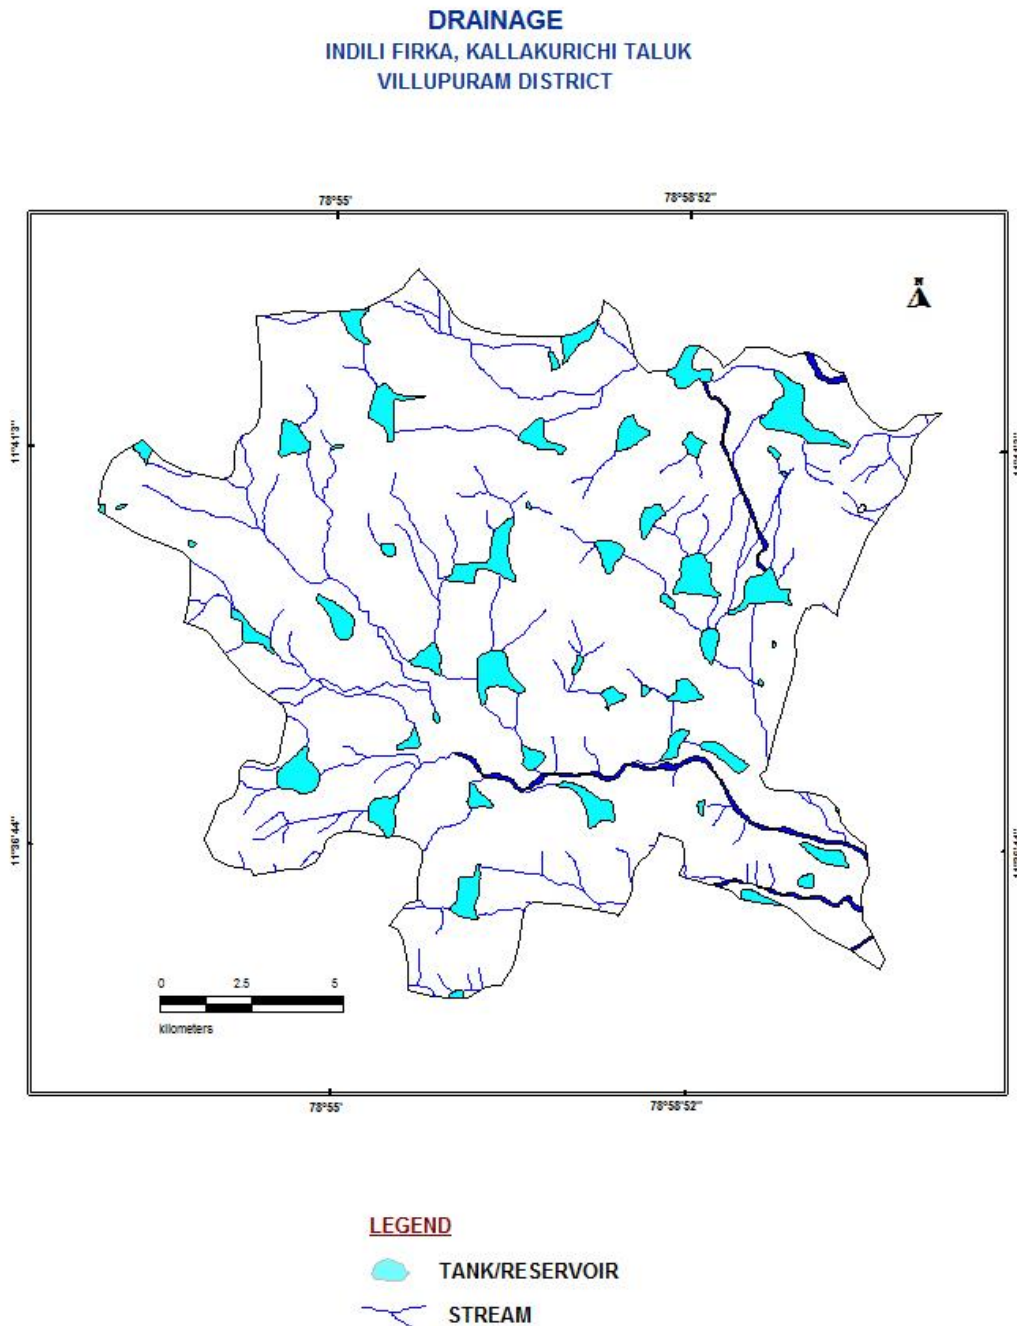 DRAINAGE
INDILI FIRKA, KALLAKURICHI TALUK
VILLUPURAM DISTRICT
78°55'
78°58'52"
N
11°41'3"
11°36'44"
0 2.5 5
kilometers
78°55'
78°58'52"
LEGEND
TANK/RESERVOIR
STREAM